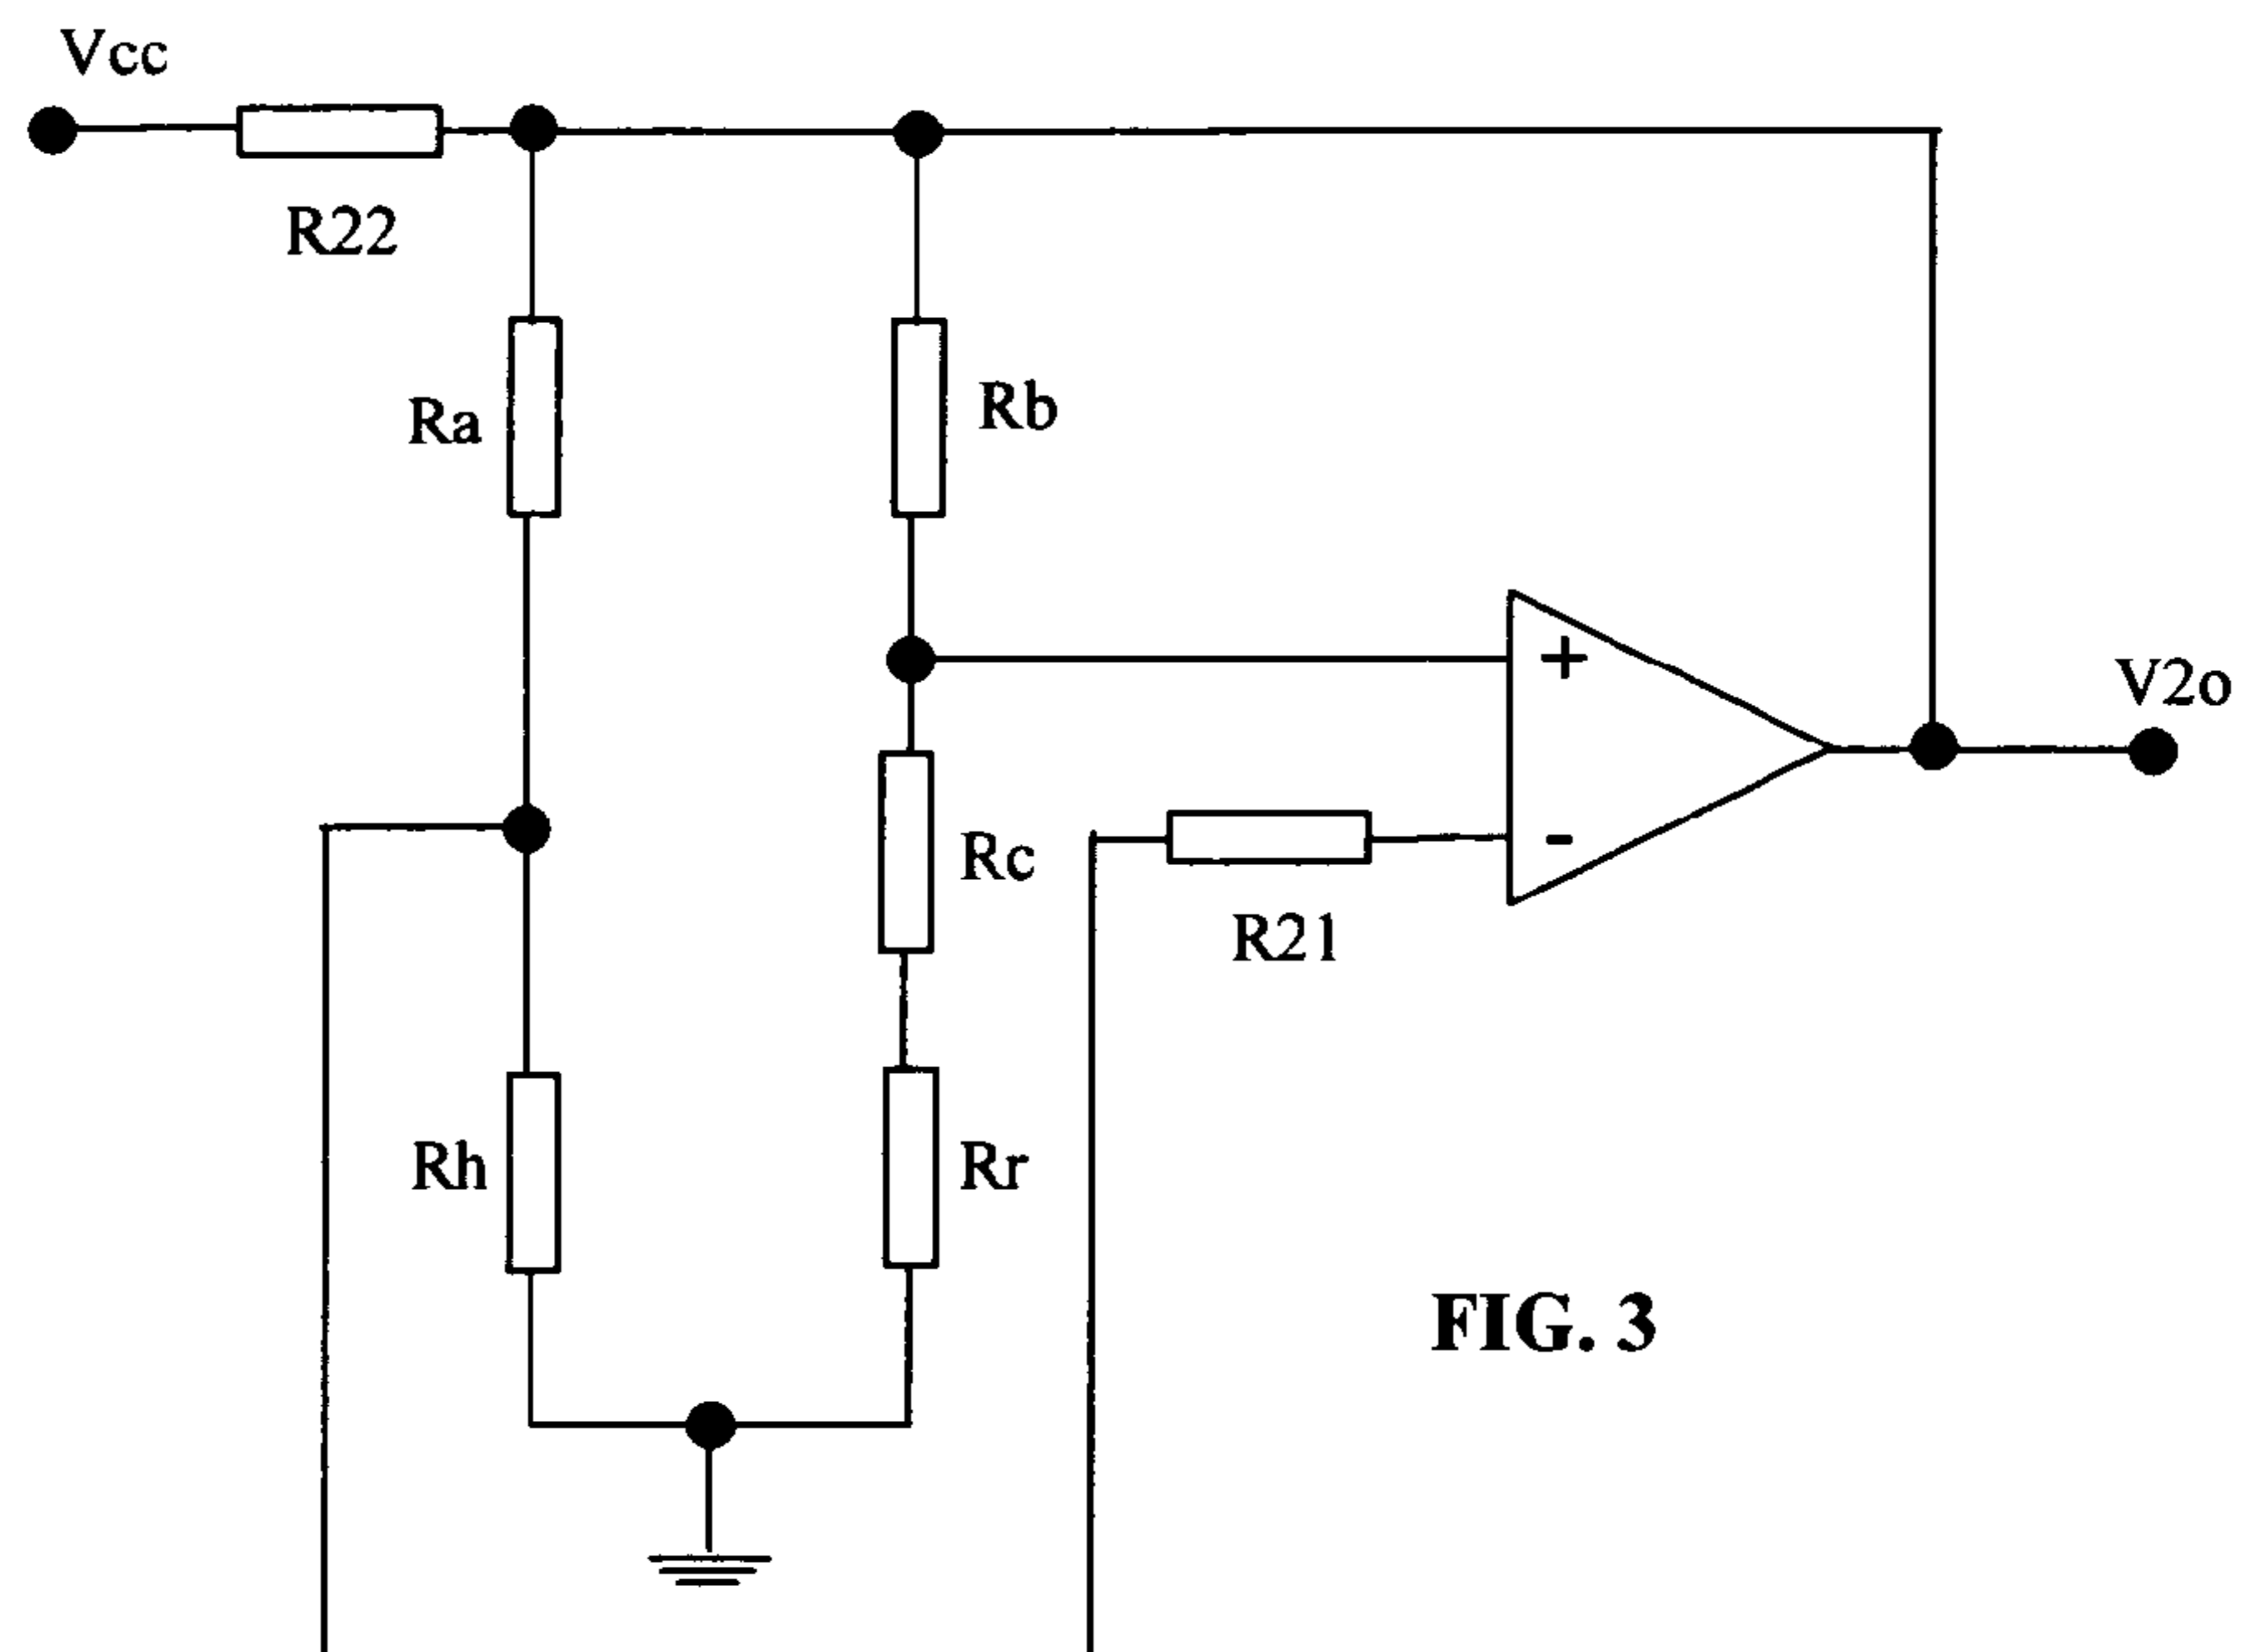 Vcc
R22
Ra
Rb
+
V2o
Rc
-
R21
Rh
Rr
FIG. 3